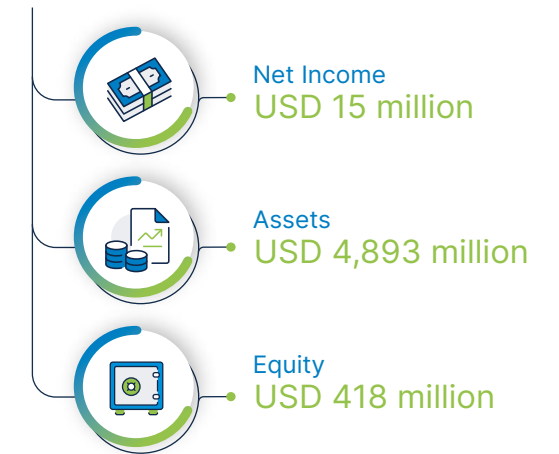 Net Income
USD 15 million
Assets
USD 4,893 million
Equity
USD 418 million